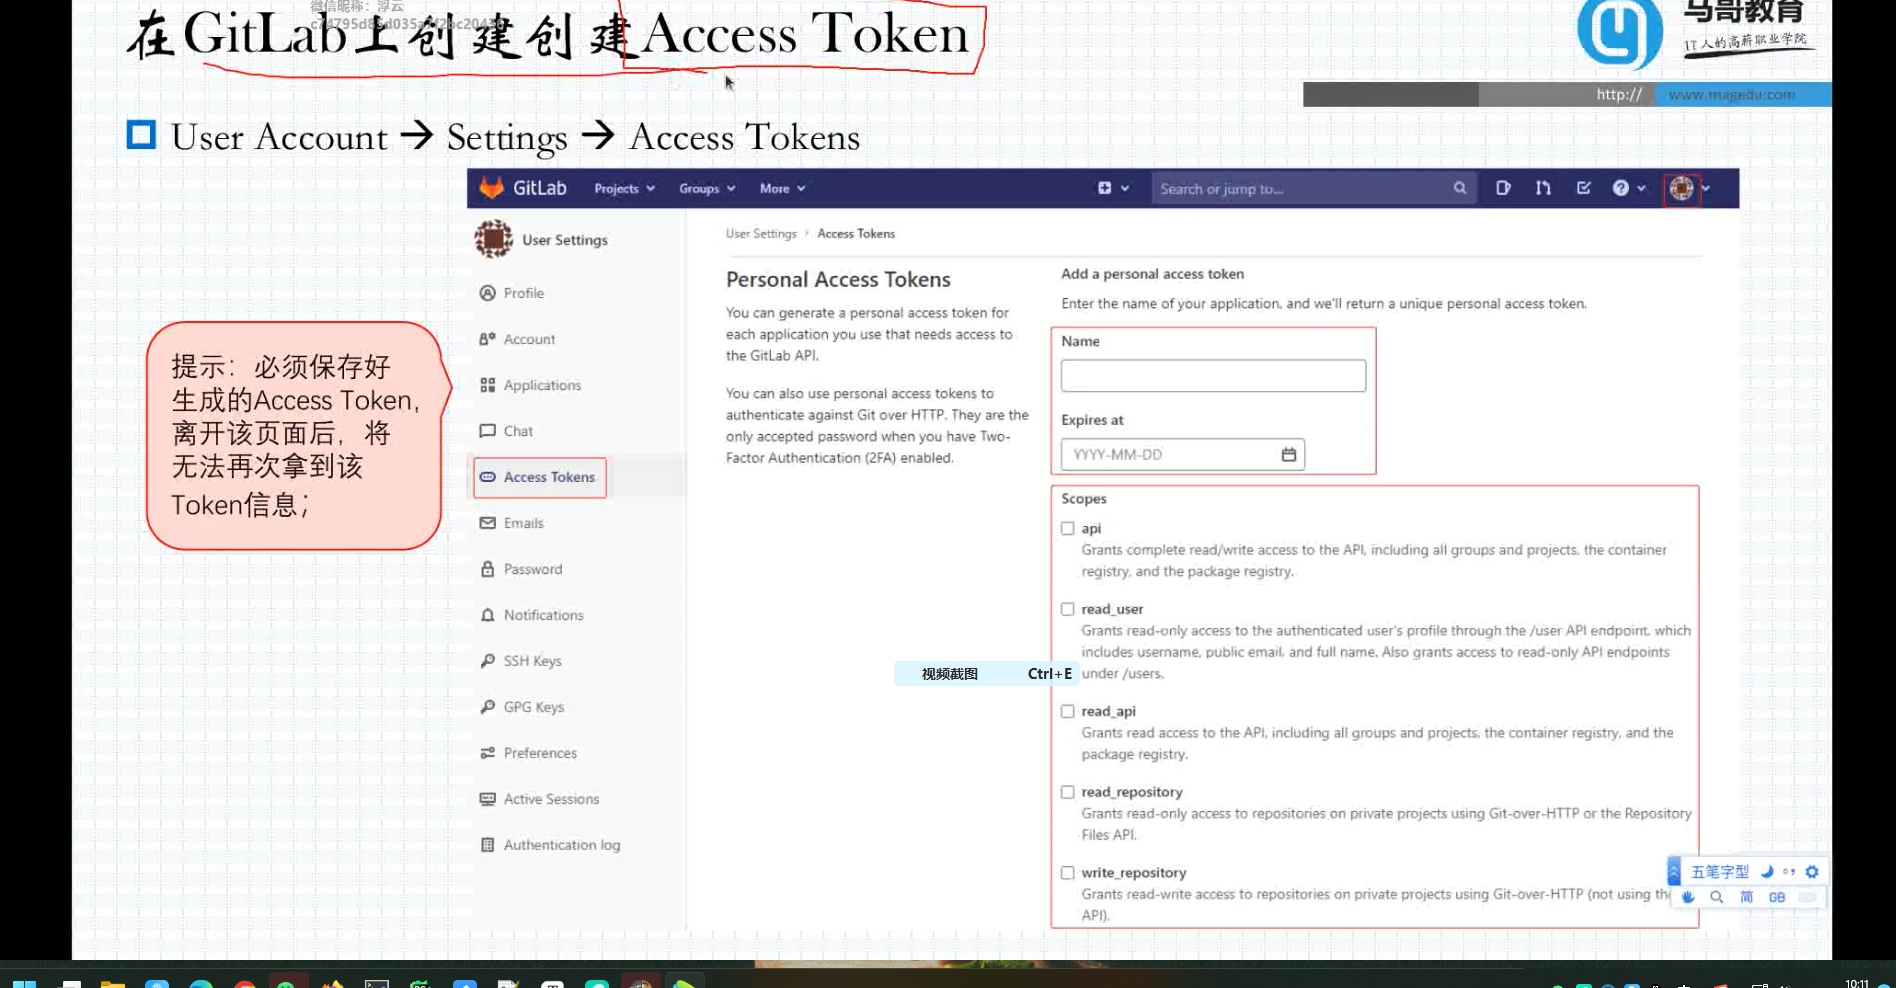 微信昵称：浮云
在GitLab上创建创建Access Token
马哥教育
IT人的高薪职业学院
http://
www.magedu.com
User Account → Settings → Access Tokens
GitLab Projects Groups More Search or jump to...
User Settings
Profile
Account
Applications
Chat
Access Tokens
Emails
Password
Notifications
SSH Keys
GPG Keys
Preferences
Active Sessions
Authentication log
提示：必须保存好
生成的Access Token,
离开该页面后，将
无法再次拿到该
Token信息；
User Settings › Access Tokens
Personal Access Tokens
You can generate a personal access token for
each application you use that needs access to
the GitLab API.
You can also use personal access tokens to
authenticate against Git over HTTP. They are the
only accepted password when you have Two-
Factor Authentication (2FA) enabled.
Add a personal access token
Enter the name of your application, and we'll return a unique personal access token.
Name
Expires at
YYYY-MM-DD
Scopes
api
Grants complete read/write access to the API, including all groups and projects, the container
registry, and the package registry.
read_user
Grants read-only access to the authenticated user's profile through the /user API endpoint, which
includes username, public email, and full name. Also grants access to read-only API endpoints
under /users.
read_api
Grants read access to the API, including all groups and projects, the container registry, and the
package registry.
read_repository
Grants read-only access to repositories on private projects using Git-over-HTTP or the Repository
Files API.
write_repository
Grants read-write access to repositories on private projects using Git-over-HTTP (not using the
API).
视频截图 Ctrl+E
五笔字型
简 GB
10:11